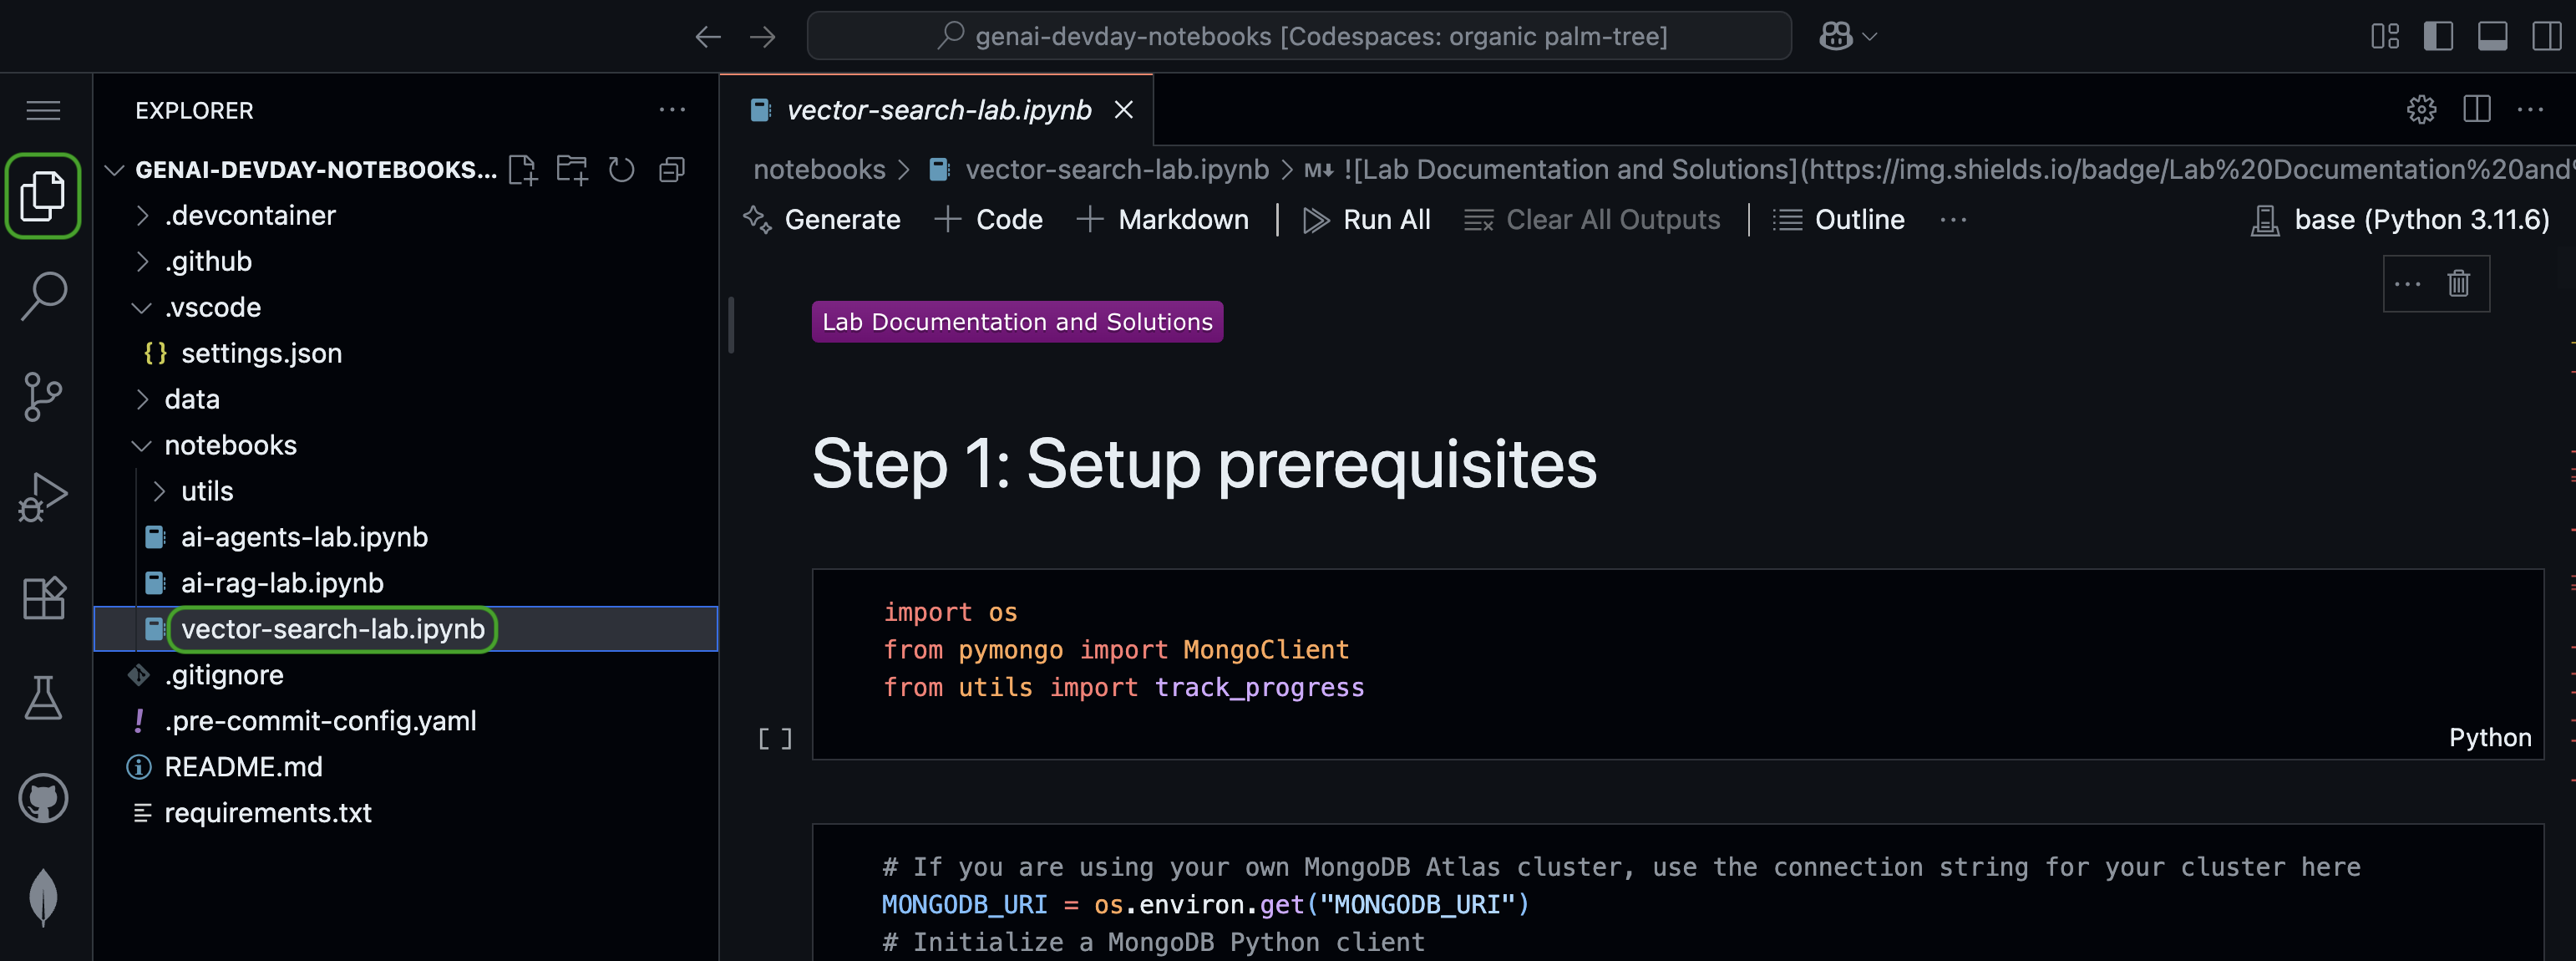 genai-devday-notebooks [Codespaces: organic palm-tree]
EXPLORER
GENAI-DEVDAY-NOTEBOOKS...
.devcontainer
.github
.vscode
{} settings.json
data
notebooks
utils
ai-agents-lab.ipynb
ai-rag-lab.ipynb
vector-search-lab.ipynb
.gitignore
! .pre-commit-config.yaml
README.md
requirements.txt
vector-search-lab.ipynb
notebooks > vector-search-lab.ipynb > M↓ ![Lab Documentation and Solutions](https://img.shields.io/badge/Lab%20Documentation%20and%
Generate + Code + Markdown | Run All Clear All Outputs | Outline ... base (Python 3.11.6)
Lab Documentation and Solutions
Step 1: Setup prerequisites
import os
from pymongo import MongoClient
from utils import track_progress
[ ]
Python
# If you are using your own MongoDB Atlas cluster, use the connection string for your cluster here
MONGODB_URI = os.environ.get("MONGODB_URI")
# Initialize a MongoDB Python client